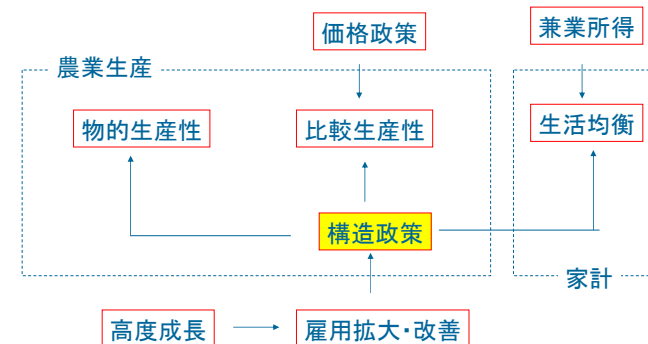 価格政策
兼業所得
農業生産
物的生産性
比較生産性
生活均衡
構造政策
家計
高度成長
雇用拡大・改善